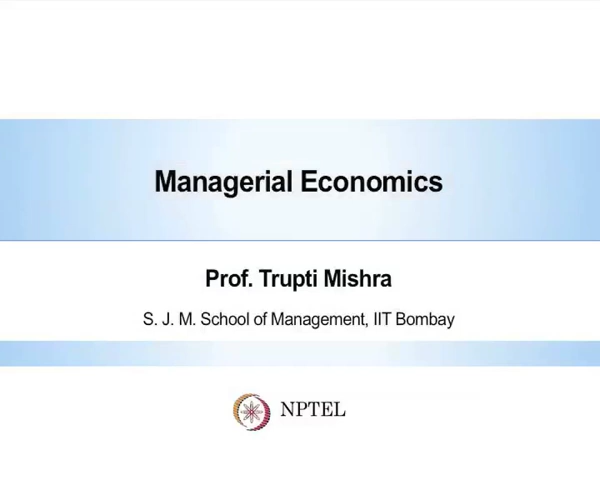 Managerial Economics
Prof. Trupti Mishra
S. J. M. School of Management, IIT Bombay
NPTEL